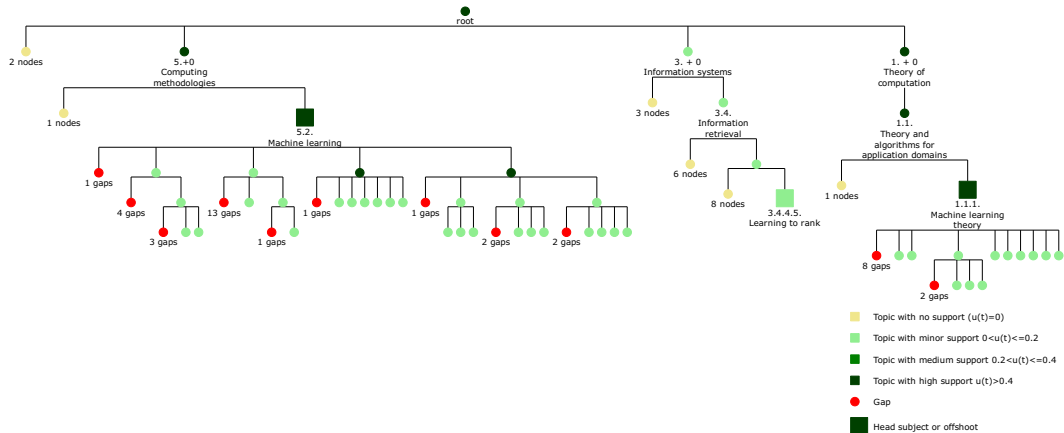 root
2 nodes
5.+0
Computing
methodologies
3. + 0
Information systems
1. + 0
Theory of
computation
1 nodes
5.2.
Machine learning
3 nodes
3.4.
Information
retrieval
1.1.
Theory and
algorithms for
application domains
1 gaps
4 gaps
3 gaps
13 gaps
1 gaps
1 gaps
1 gaps
2 gaps
2 gaps
6 nodes
8 nodes
3.4.4.5.
Learning to rank
1 nodes
1.1.1.
Machine learning
theory
8 gaps
2 gaps
Topic with no support (u(t)=0)
Topic with minor support 0<u(t)<=0.2
Topic with medium support 0.2<u(t)<=0.4
Topic with high support u(t)>0.4
Gap
Head subject or offshoot